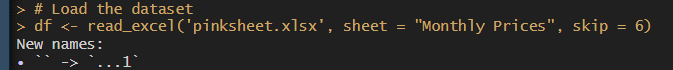 > # Load the dataset
> df <- read_excel('pinksheet.xlsx', sheet = "Monthly Prices", skip = 6)
New names:
• `` -> `...1`